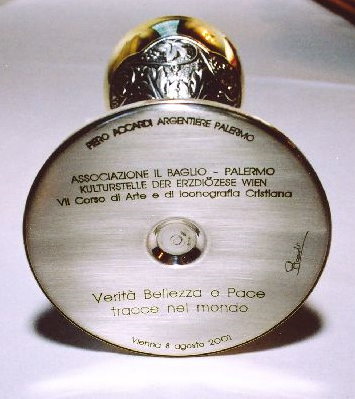 PIERO ACCARDI ARGENTIERE PALERMO
ASSOCIAZIONE IL BAGLIO - PALERMO
KULTURSTELLE DER ERZDIÖZESE WIEN
VII Corso di Arte e di Iconografia Cristiana
Verità Bellezza e Pace
tracce nel mondo
Vienna 8 agosto 2001